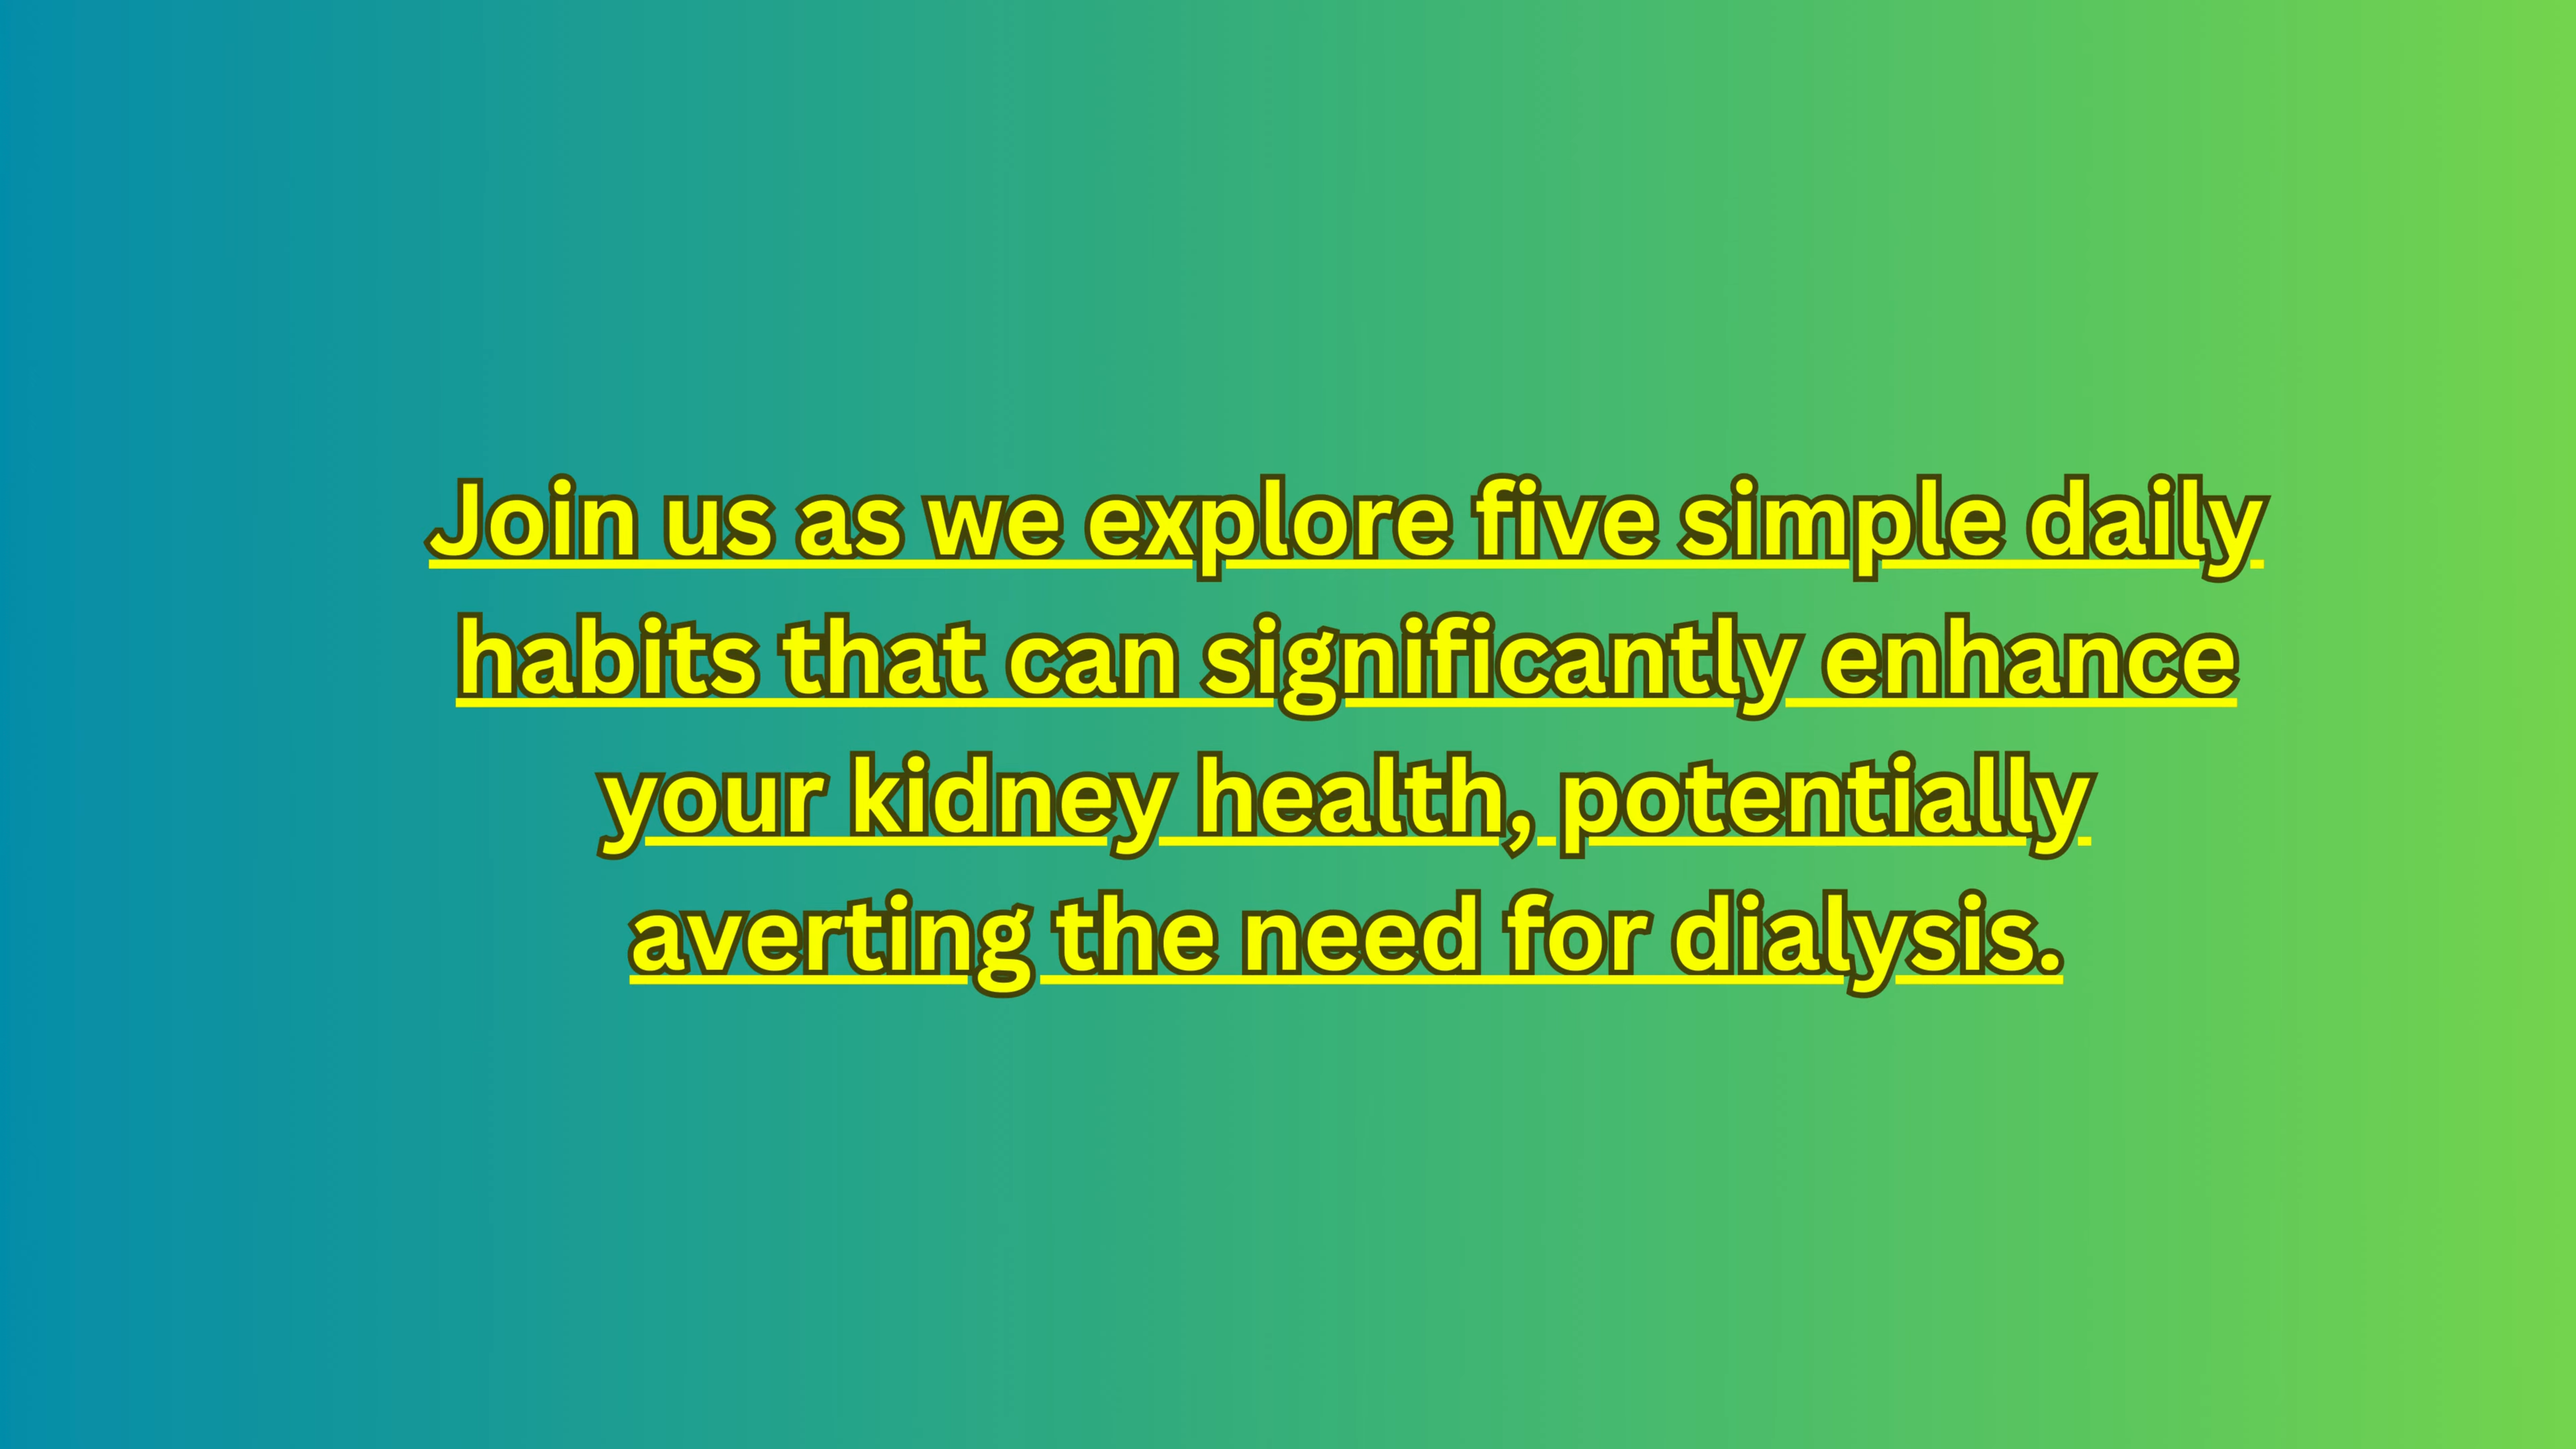 Join us as we explore five simple daily
habits that can significantly enhance
your kidney health, potentially
averting the need for dialysis.